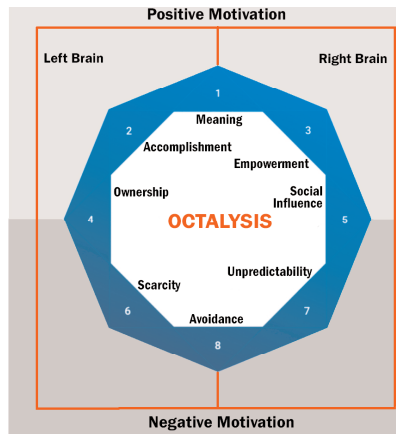 Positive Motivation
Left Brain
Right Brain
1
Meaning
2
3
Accomplishment
Empowerment
Ownership
Social
Influence
4
OCTALYSIS
5
Unpredictability
Scarcity
6
7
Avoidance
8
Negative Motivation